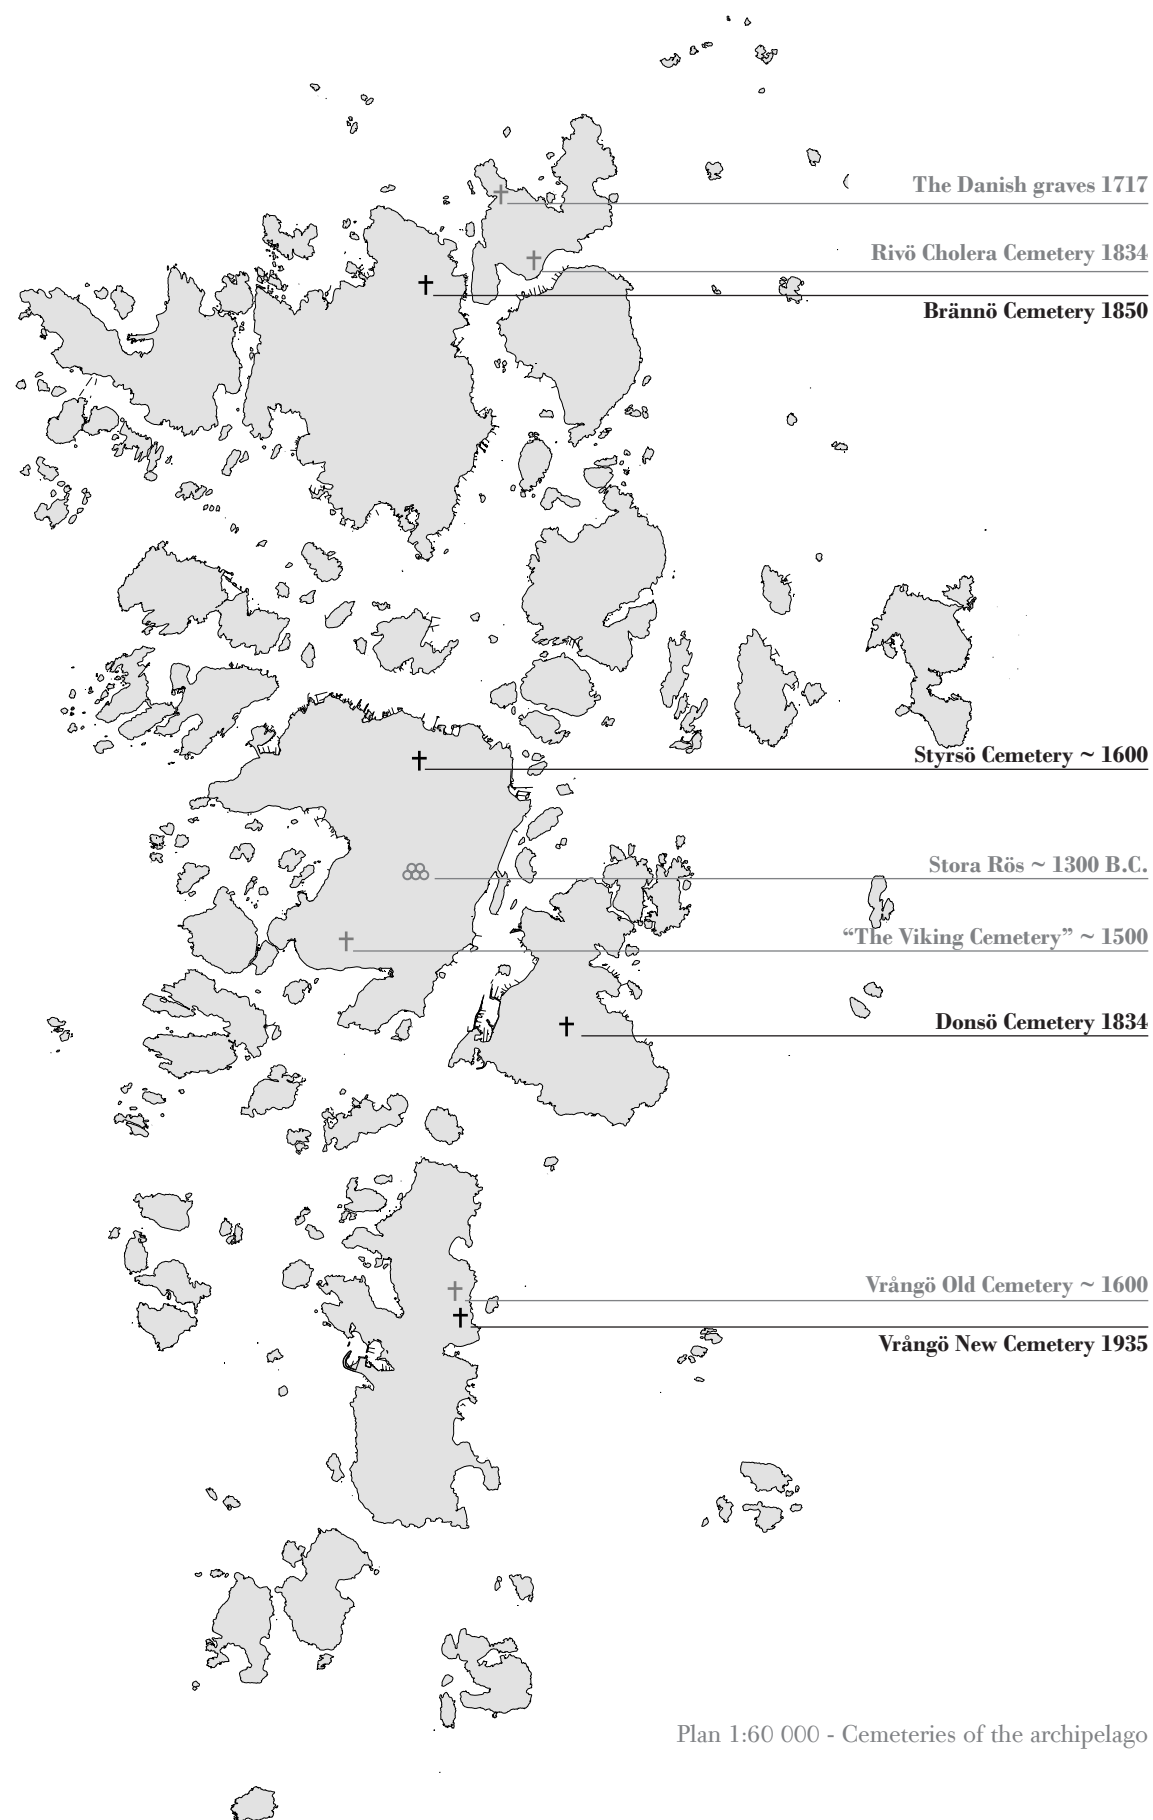 The Danish graves 1717
Rivö Cholera Cemetery 1834
Brännö Cemetery 1850
Styrsö Cemetery ~ 1600
Stora Rös ~ 1300 B.C.
“The Viking Cemetery” ~ 1500
Donsö Cemetery 1834
Vrångö Old Cemetery ~ 1600
Vrångö New Cemetery 1935
Plan 1:60 000 - Cemeteries of the archipelago